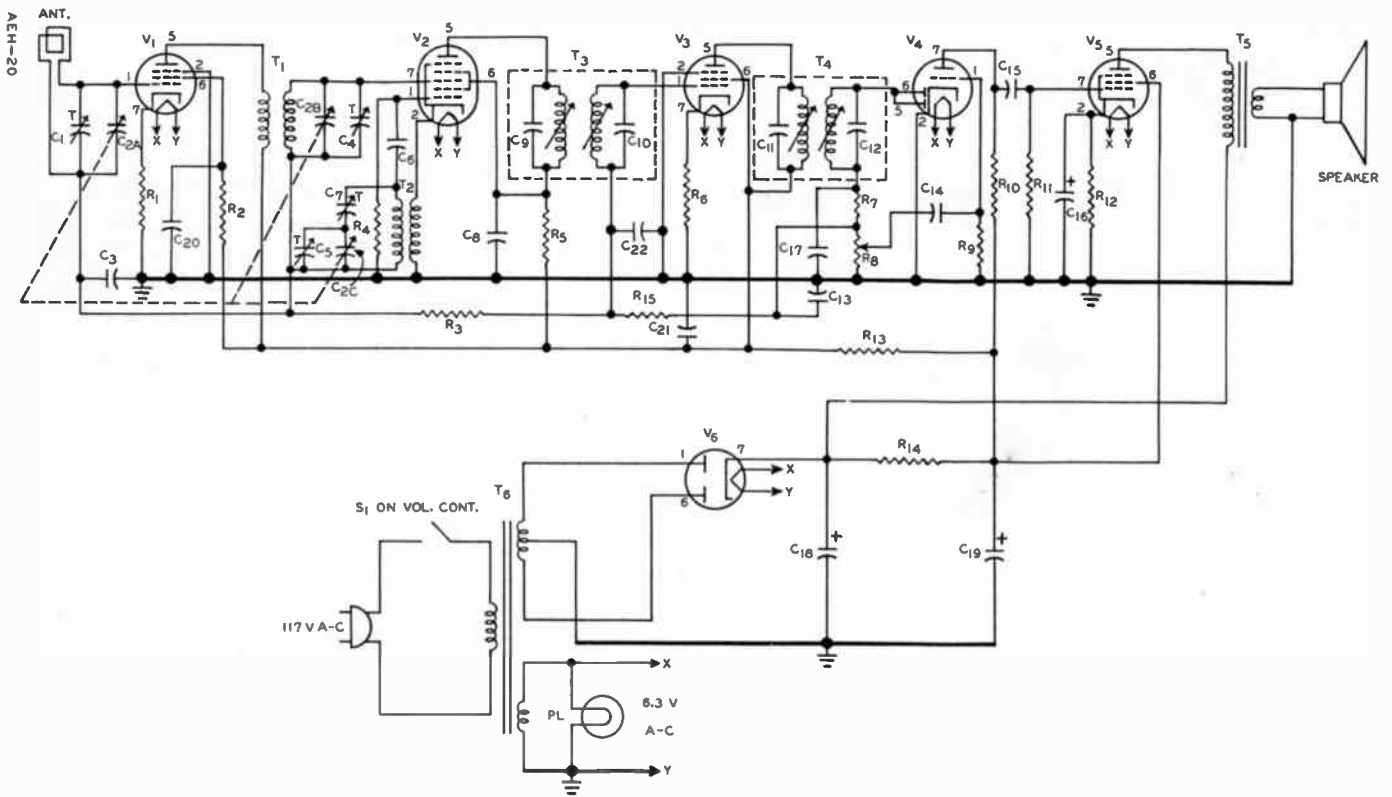 AEH-20
ANT.
V1
5
1
2
6
7
X Y
T C1
T C2A
R1
C20
R2
C3
T1
C2B
T C4
V2
5
7
1
6
2
X Y
C6
C7 T
T2
T C5
R4
C2C
C8
R5
T3
C9
C10
C22
V3
5
2
1
6
7
X Y
R6
T4
C11
C12
C17
R7
R8
C14
V4
7
6
5
2
1
X Y
R9
R10
C15
R11
V5
5
7
1
2
6
X Y
C16
+
R12
T5
SPEAKER
R3
R15
C21
C13
R13
V6
1
7
6
X
Y
R14
C18
+
C19
+
T6
S1 ON VOL. CONT.
117 V A-C
PL
6.3 V
A-C
X
Y